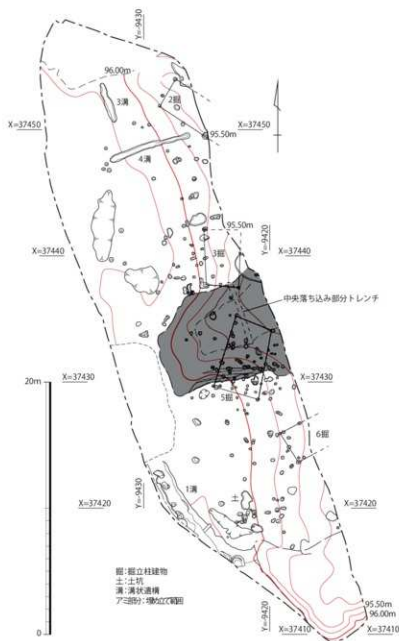 Y=-9430
96.00m
3溝
2掘
X=37450
95.50m
X=37450
4溝
95.50m
Y=-9420
X=37440
3掘
X=37440
中央落ち込み部分トレンチ
20m
X=37430
X=37430
5掘
6掘
Y=-9430
1溝
土
X=37420
X=37420
掘:掘立柱建物
土:土坑
溝:溝状遺構
アミ部分:埋め立て範囲
Y=-9420
95.50m
96.00m
X=37410
X=37410